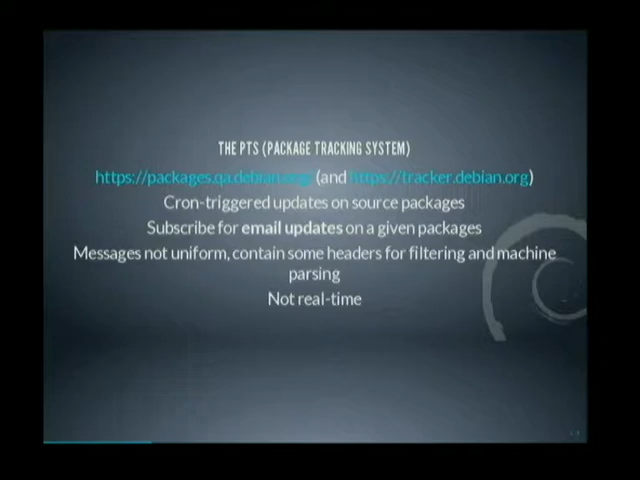 THE PTS (PACKAGE TRACKING SYSTEM)
https://packages.qa.debian.org/ (and https://tracker.debian.org)
Cron-triggered updates on source packages
Subscribe for email updates on a given packages
Messages not uniform, contain some headers for filtering and machine
parsing
Not real-time